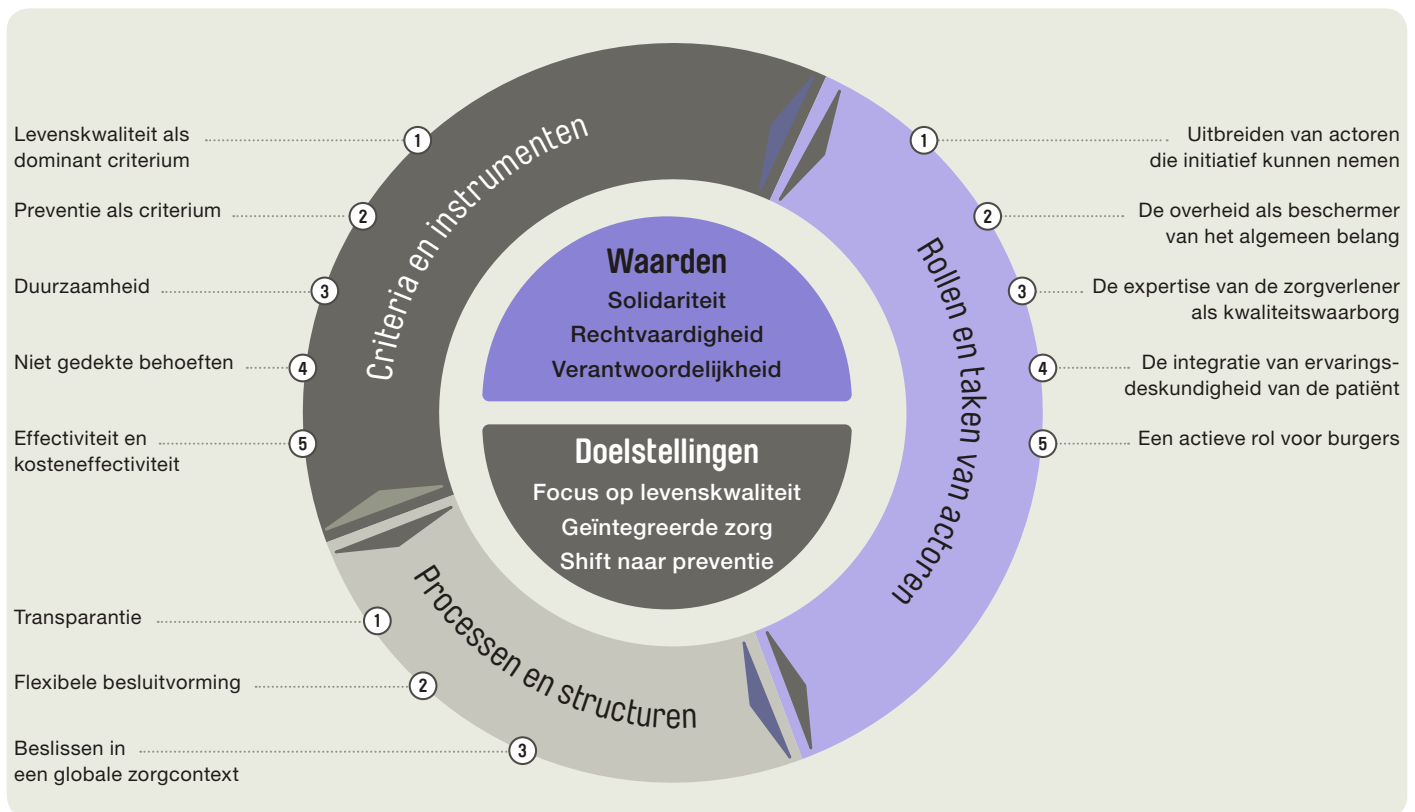 Levenskwaliteit als
dominant criterium
1
Preventie als criterium
2
Duurzaamheid
3
Niet gedekte behoeften
4
Effectiviteit en
kosteneffectiviteit
5
Criteria en instrumenten
Waarden
Solidariteit
Rechtvaardigheid
Verantwoordelijkheid
Doelstellingen
Focus op levenskwaliteit
Geïntegreerde zorg
Shift naar preventie
Rollen en taken van actoren
1
Uitbreiden van actoren
die initiatief kunnen nemen
2
De overheid als beschermer
van het algemeen belang
3
De expertise van de zorgverlener
als kwaliteitswaarborg
4
De integratie van ervarings-
deskundigheid van de patiënt
5
Een actieve rol voor burgers
Processen en structuren
Transparantie
1
Flexibele besluitvorming
2
Beslissen in
een globale zorgcontext
3